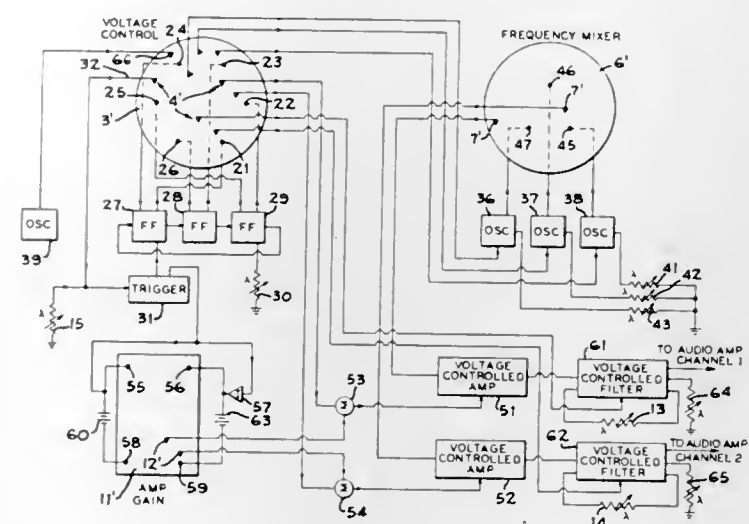 VOLTAGE
CONTROL
24
66
23
32
25
4'
22
3'
26
21
27
28
29
FF
FF
FF
OSC
39
TRIGGER
31
λ
15
λ
30
FREQUENCY MIXER
46
6'
7'
7'
47
45
36
37
38
OSC
OSC
OSC
λ
41
λ
42
λ
43
55
56
57
60
63
58
12'
59
11'
AMP
GAIN
53
Σ
54
Σ
VOLTAGE
CONTROLLED
AMP
51
VOLTAGE
CONTROLLED
AMP
52
61
VOLTAGE
CONTROLLED
FILTER
TO AUDIO AMP
CHANNEL 1
64
λ
λ
13
62
VOLTAGE
CONTROLLED
FILTER
TO AUDIO AMP
CHANNEL 2
65
λ
λ
14